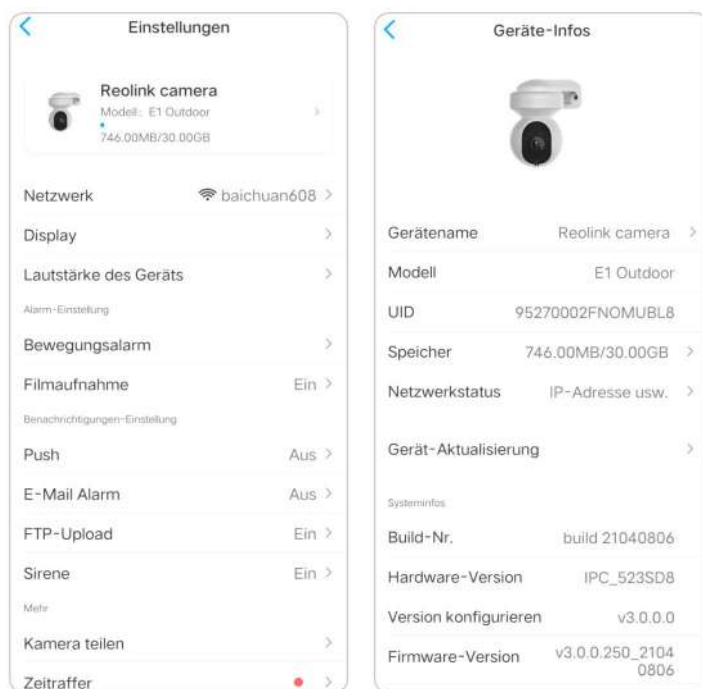 Einstellungen
Reolink camera
Modell: E1 Outdoor
746.00MB/30.00GB
Netzwerk baichuan608
Display
Lautstärke des Geräts
Alarm-Einstellung
Bewegungsalarm
Filmaufnahme Ein
Benachrichtigungen-Einstellung
Push Aus
E-Mail Alarm Aus
FTP-Upload Ein
Sirene Ein
Mehr
Kamera teilen
Zeitraffer
Geräte-Infos
Gerätename Reolink camera
Modell E1 Outdoor
UID 95270002FNOMUBL8
Speicher 746.00MB/30.00GB
Netzwerkstatus IP-Adresse usw.
Gerät-Aktualisierung
Systeminfos
Build-Nr. build 21040806
Hardware-Version IPC_523SD8
Version konfigurieren v3.0.0.0
Firmware-Version v3.0.0.250_2104
0806